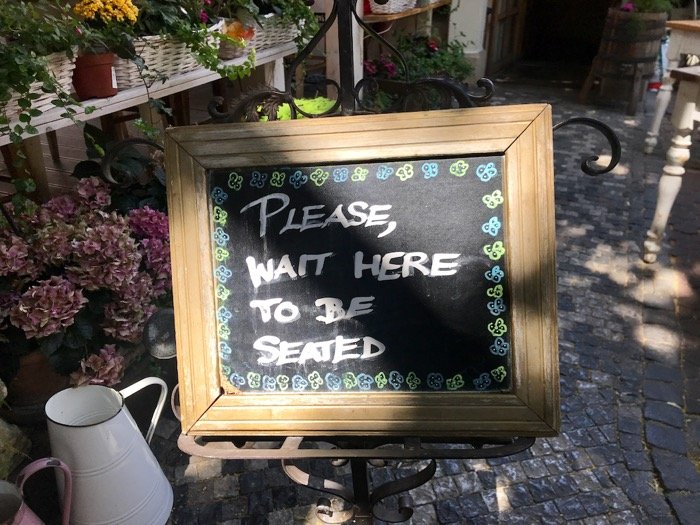 PLEASE,
WAIT HERE
TO BE
SEATED